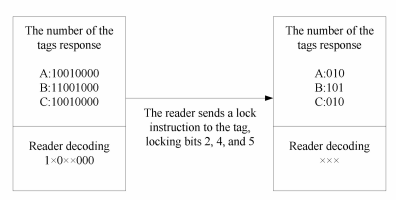 The number of the
tags response
A:10010000
B:11001000
C:10010000
Reader decoding
1×0××000
The reader sends a lock
instruction to the tag,
locking bits 2, 4, and 5
The number of the
tags response
A:010
B:101
C:010
Reader decoding
×××